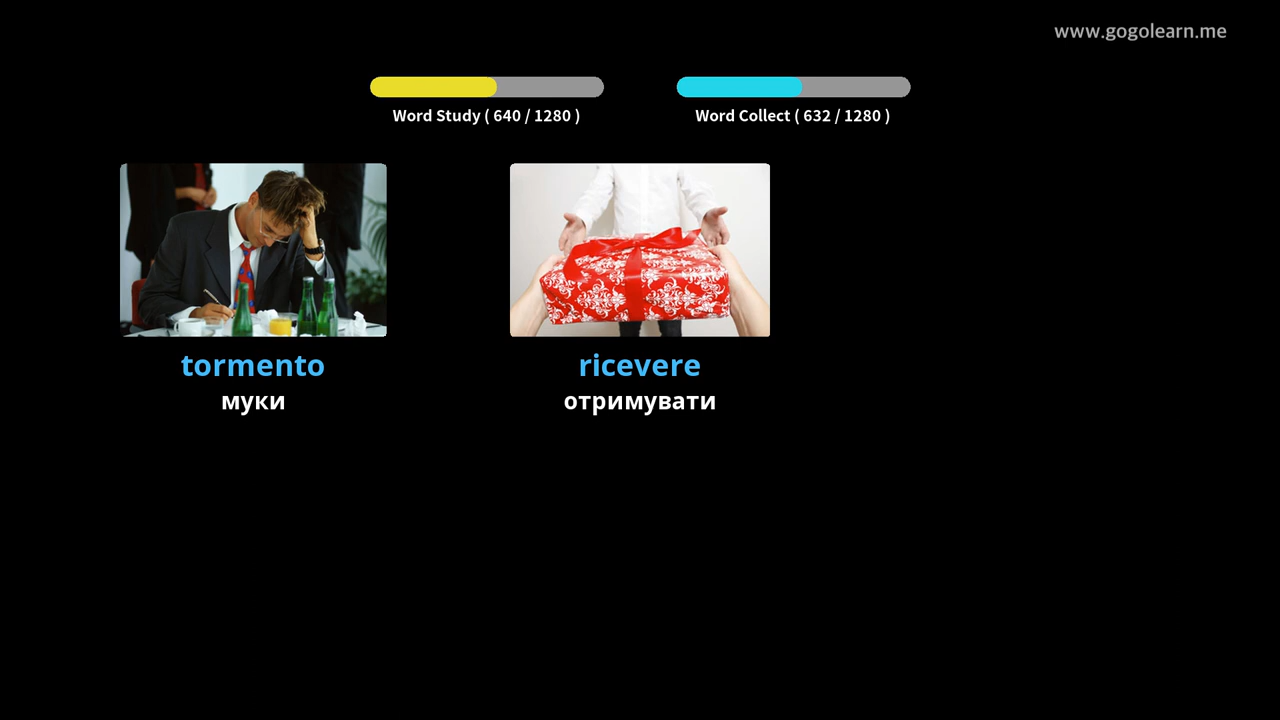 www.gogolearn.me
Word Study ( 640 / 1280 )
Word Collect ( 632 / 1280 )
tormento
муки
ricevere
отримувати